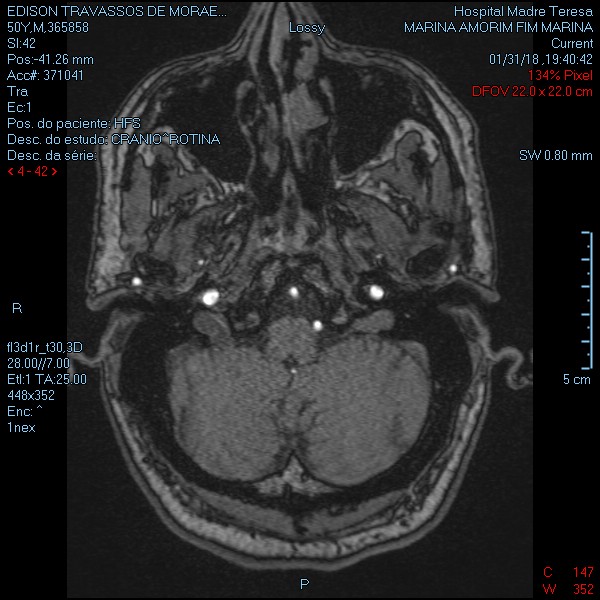 EDISON TRAVASSOS DE MORAE...
50Y,M,365858
Sl:42
Pos:-41.26 mm
Acc#: 371041
Tra
Ec:1
Pos. do paciente: HFS
Desc. do estudo: CRANIO^ROTINA
Desc. da série:
< 4 - 42 >
Lossy
Hospital Madre Teresa
MARINA AMORIM FIM MARINA
Current
01/31/18 ,19:40:42
134% Pixel
DFOV 22.0 x 22.0 cm
SW 0.80 mm
R
fl3d1r_t30,3D
28.00//7.00
Etl:1 TA:25:00
448x352
Enc: ^
1nex
5 cm
P
C 147
W 352